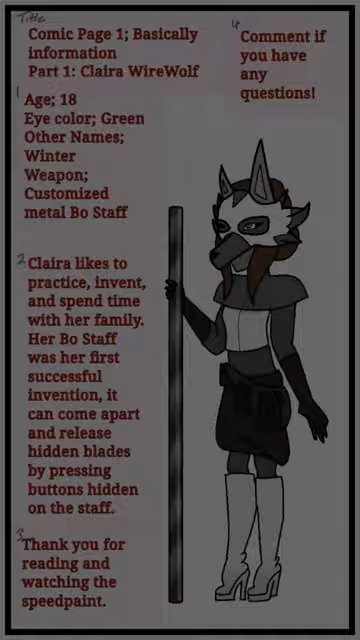 Title
Comic Page 1; Basically
information
Part 1: Claira WireWolf
1
Age; 18
Eye color; Green
Other Names;
Winter
Weapon;
Customized
metal Bo Staff
2
Claira likes to
practice, invent,
and spend time
with her family.
Her Bo Staff
was her first
successful
invention, it
can come apart
and release
hidden blades
by pressing
buttons hidden
on the staff.
3
Thank you for
reading and
watching the
speedpaint.
4
Comment if
you have
any
questions!